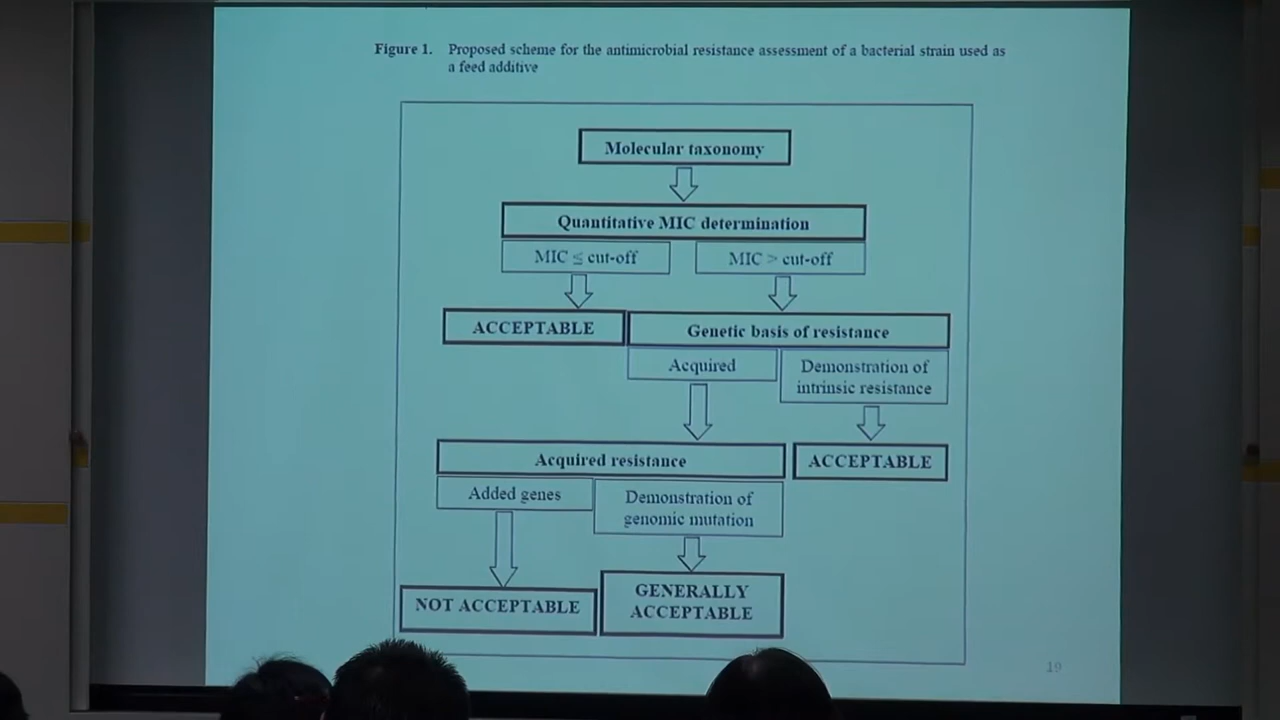 Figure 1. Proposed scheme for the antimicrobial resistance assessment of a bacterial strain used as
a feed additive
Molecular taxonomy
Quantitative MIC determination
MIC ≤ cut-off
MIC > cut-off
ACCEPTABLE
Genetic basis of resistance
Acquired
Demonstration of
intrinsic resistance
Acquired resistance
ACCEPTABLE
Added genes
Demonstration of
genomic mutation
NOT ACCEPTABLE
GENERALLY
ACCEPTABLE
19